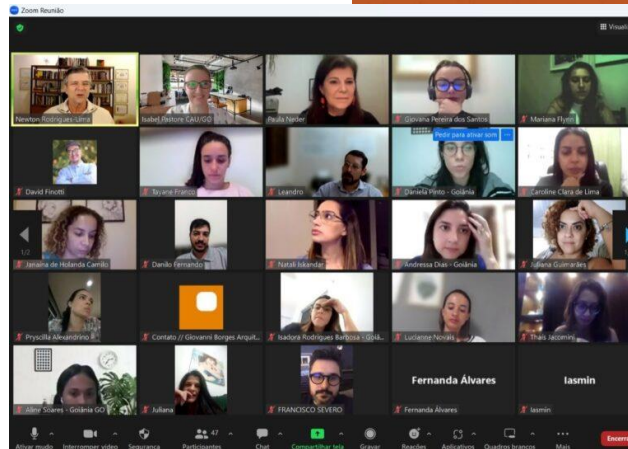 Zoom Reunião
Visuali
Newton Rodrigues-Lima
Isabel Pastore CAU/GO
Paula Neder
Giovana Pereira dos Santos
Mariana Flynn
Pedir para ativar som ...
David Finotti
Rayane Franco
Leandro
Daniela Pinto - Goiânia
Caroline Clara de Lima
1/2
Janaina de Holanda Camilo
Danilo Fernando
Natali Iskandar
Andressa Dias - Goiânia
Juliana Guimarães
Pryscilla Alexandrino P
Contato // Giovanni Borges Arquit...
Isadora Rodrigues Barbosa - Goiâ...
Lucianne Novais
Thais Jacomini
Fernanda Álvares
Iasmin
Aline Soares - Goiânia GO
Juliana
FRANCISCO SEVERO
Fernanda Álvares
Iasmin
47
Ativar mudo
Interromper vídeo
Segurança
Participantes
Chat
Compartilhar tela
Gravar
Reações
Aplicativos
Quadros brancos
Mais
Encerr